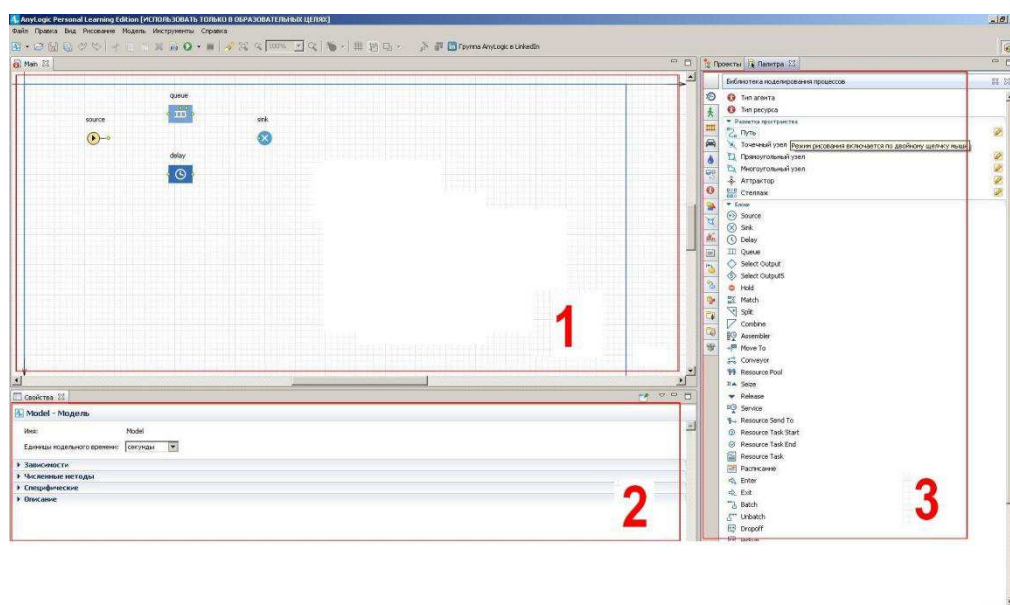 AnyLogic Personal Learning Edition [ИСПОЛЬЗОВАТЬ ТОЛЬКО В ОБРАЗОВАТЕЛЬНЫХ ЦЕЛЯХ]
Файл Правка Вид Рисование Модель Инструменты Справка
100% Группа AnyLogic в LinkedIn
Main
Проекты Палитра
Библиотека моделирования процессов
source
queue
delay
sink
1
Тип агента
Тип ресурса
Разметка пространства
Путь
Точечный узел Режим рисования включается по двойному щелчку мыши
Прямоугольный узел
Многоугольный узел
Аттрактор
Стеллаж
Блоки
Source
Sink
Delay
Queue
Select Output
Select Output5
Hold
Match
Split
Combine
Assembler
Move To
Conveyor
Resource Pool
Seize
Release
Service
Resource Send To
Resource Task Start
Resource Task End
Resource Task
Расписание
Enter
Exit
Batch
Unbatch
Dropoff
3
Свойства
Model - Модель
Имя: Model
Единицы модельного времени: секунды
Зависимости
Численные методы
Специфические
Описание
2